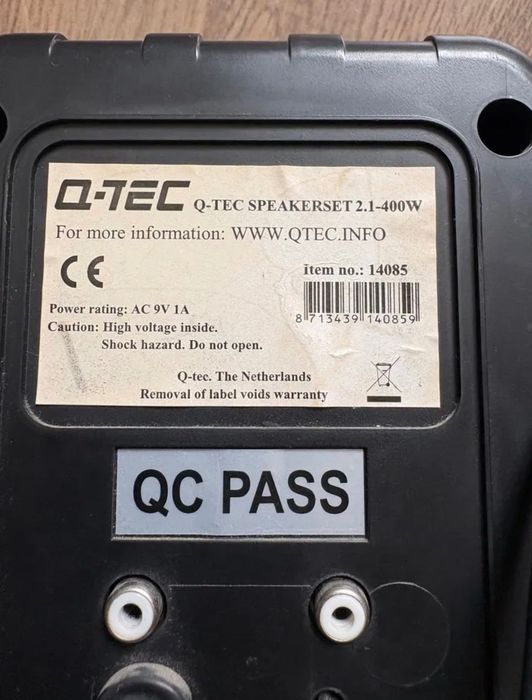 Q-TEC Q-TEC SPEAKERSET 2.1-400W
For more information: WWW.QTEC.INFO
CE
Item no.: 14085
8 713439 140859
Power rating: AC 9V 1A
Caution: High voltage inside.
Shock hazard. Do not open.
Q-tec. The Netherlands
Removal of label voids warranty
QC PASS